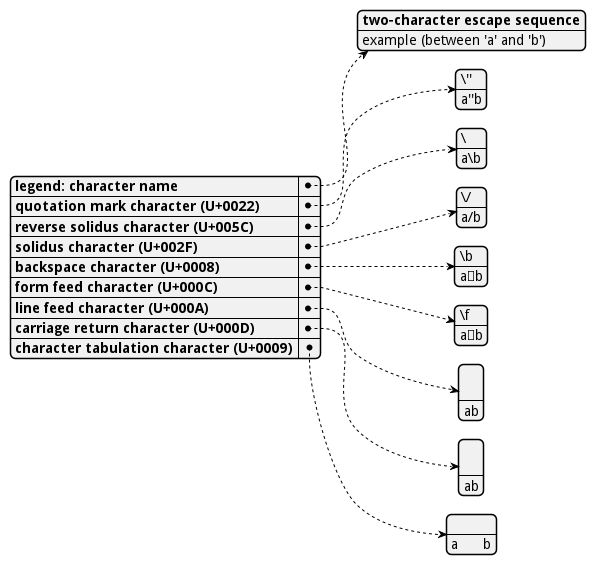 two-character escape sequence
example (between 'a' and 'b')
\"
a"b
\
a\b
\/
a/b
\b
a□b
\f
a□b
ab
ab
a	b
legend: character name
quotation mark character (U+0022)
reverse solidus character (U+005C)
solidus character (U+002F)
backspace character (U+0008)
form feed character (U+000C)
line feed character (U+000A)
carriage return character (U+000D)
character tabulation character (U+0009)